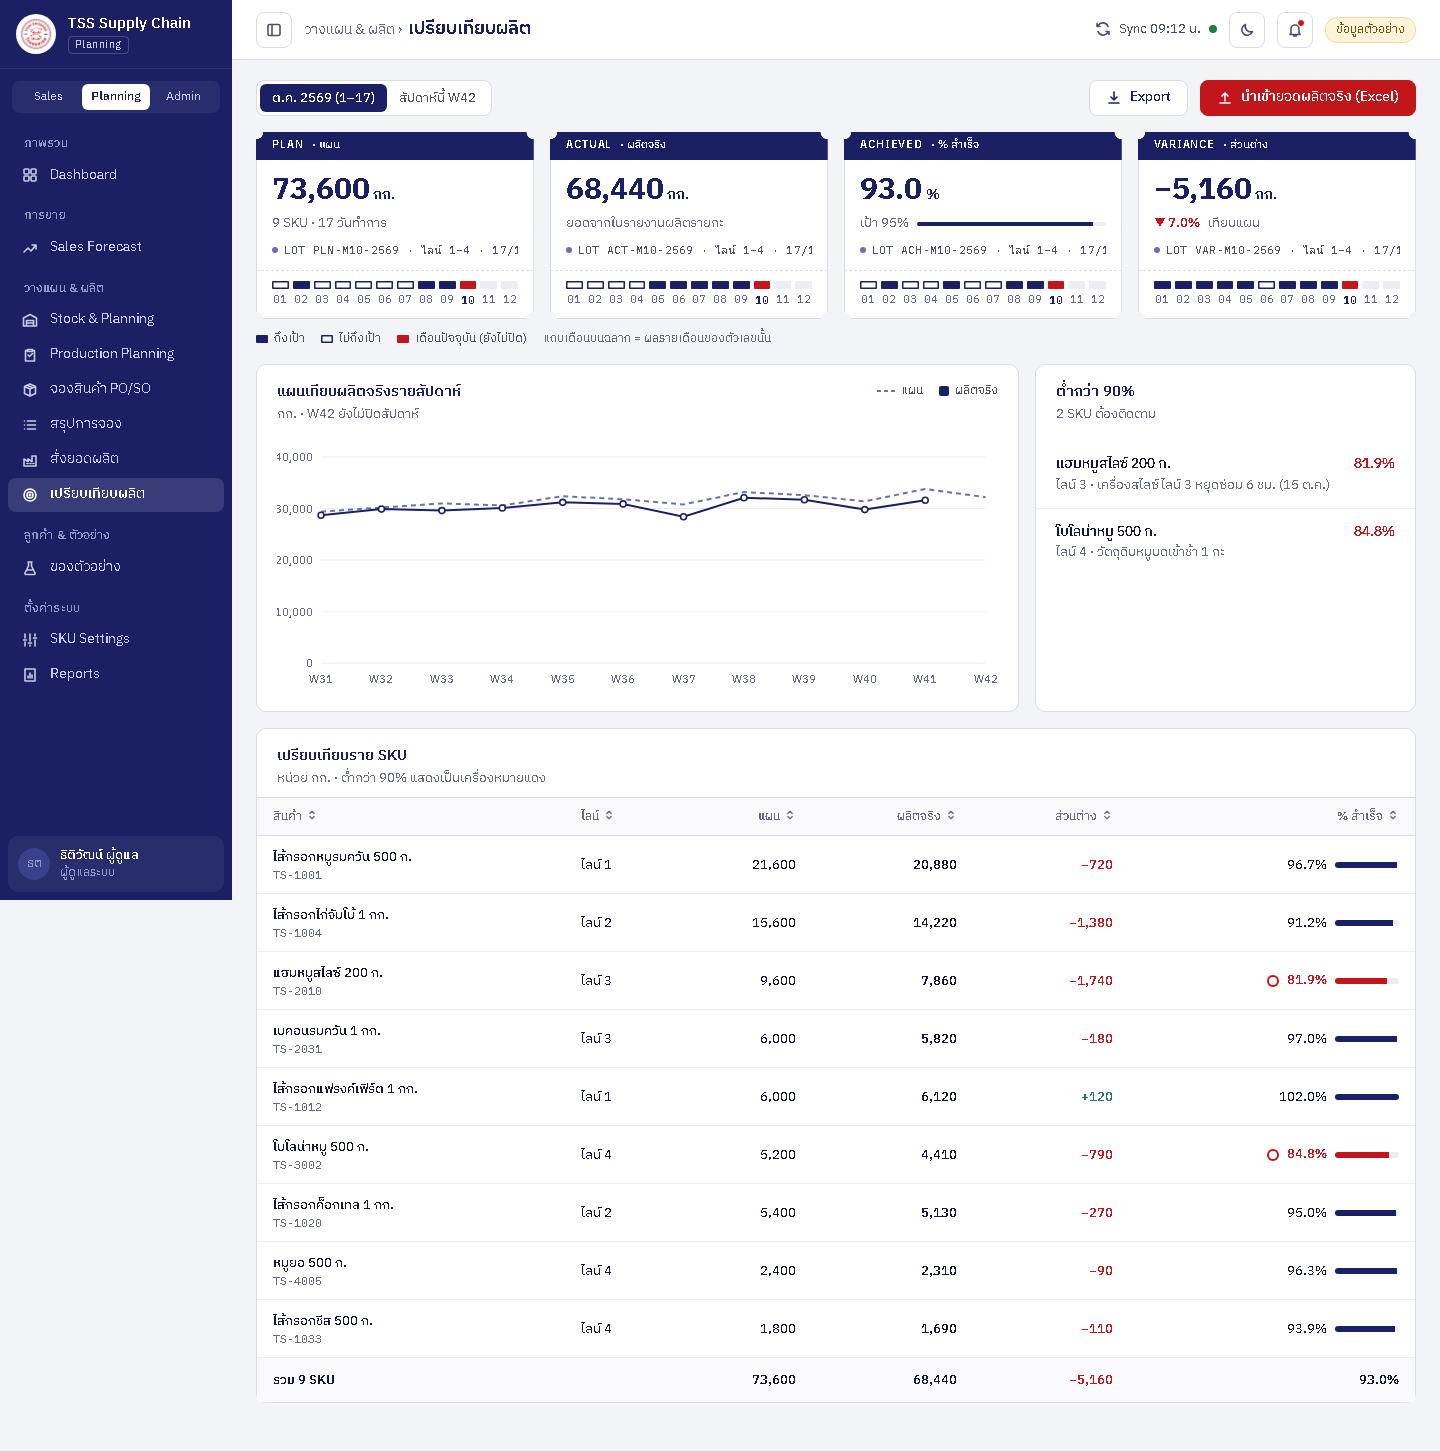 TSS Supply Chain
Planning
Sales Planning Admin
ภาพรวม
Dashboard
การขาย
Sales Forecast
วางแผน & ผลิต
Stock & Planning
Production Planning
จองสินค้า PO/SO
สรุปการจอง
สั่งยอดผลิต
เปรียบเทียบผลิต
ลูกค้า & ตัวอย่าง
ของตัวอย่าง
ตั้งค่าระบบ
SKU Settings
Reports
ธต
ธิติวัฒน์ ผู้ดูแล
ผู้ดูแลระบบ
วางแผน & ผลิต › เปรียบเทียบผลิต
Sync 09:12 น.
ข้อมูลตัวอย่าง
ต.ค. 2569 (1–17) สัปดาห์นี้ W42
Export
นำเข้ายอดผลิตจริง (Excel)
PLAN · แผน
73,600 กก.
9 SKU · 17 วันทำการ
LOT PLN-M10-2569 · ไลน์ 1-4 · 17/1
01 02 03 04 05 06 07 08 09 10 11 12
ACTUAL · ผลิตจริง
68,440 กก.
ยอดจากใบรายงานผลิตรายกะ
LOT ACT-M10-2569 · ไลน์ 1-4 · 17/1
01 02 03 04 05 06 07 08 09 10 11 12
ACHIEVED · % สำเร็จ
93.0 %
เป้า 95%
LOT ACH-M10-2569 · ไลน์ 1-4 · 17/1
01 02 03 04 05 06 07 08 09 10 11 12
VARIANCE · ส่วนต่าง
−5,160 กก.
▼ 7.0% เทียบแผน
LOT VAR-M10-2569 · ไลน์ 1-4 · 17/1
01 02 03 04 05 06 07 08 09 10 11 12
ถึงเป้า ไม่ถึงเป้า เดือนปัจจุบัน (ยังไม่ปิด) แถบเดือนบนฉลาก = ผลรายเดือนของตัวเลขนั้น
แผนเทียบผลิตจริงรายสัปดาห์
กก. · W42 ยังไม่ปิดสัปดาห์
แผน ผลิตจริง
40,000
30,000
20,000
10,000
0
W31 W32 W33 W34 W35 W36 W37 W38 W39 W40 W41 W42
ต่ำกว่า 90%
2 SKU ต้องติดตาม
แฮมหมูสไลซ์ 200 ก. 81.9%
ไลน์ 3 · เครื่องสไลซ์ไลน์ 3 หยุดซ่อม 6 ชม. (15 ต.ค.)
โบโลน่าหมู 500 ก. 84.8%
ไลน์ 4 · วัตถุดิบหมูบดเข้าช้า 1 กะ
เปรียบเทียบราย SKU
หน่วย กก. · ต่ำกว่า 90% แสดงเป็นเครื่องหมายแดง
สินค้า ไลน์ แผน ผลิตจริง ส่วนต่าง % สำเร็จ
ไส้กรอกหมูรมควัน 500 ก. ไลน์ 1 21,600 20,880 −720 96.7%
TS-1001
ไส้กรอกไก่จัมโบ้ 1 กก. ไลน์ 2 15,600 14,220 −1,380 91.2%
TS-1004
แฮมหมูสไลซ์ 200 ก. ไลน์ 3 9,600 7,860 −1,740 81.9%
TS-2010
เบคอนรมควัน 1 กก. ไลน์ 3 6,000 5,820 −180 97.0%
TS-2031
ไส้กรอกแฟรงค์เฟิร์ต 1 กก. ไลน์ 1 6,000 6,120 +120 102.0%
TS-1012
โบโลน่าหมู 500 ก. ไลน์ 4 5,200 4,410 −790 84.8%
TS-3002
ไส้กรอกค็อกเทล 1 กก. ไลน์ 2 5,400 5,130 −270 95.0%
TS-1020
หมูยอ 500 ก. ไลน์ 4 2,400 2,310 −90 96.3%
TS-4005
ไส้กรอกชีส 500 ก. ไลน์ 4 1,800 1,690 −110 93.9%
TS-1033
รวม 9 SKU 73,600 68,440 −5,160 93.0%